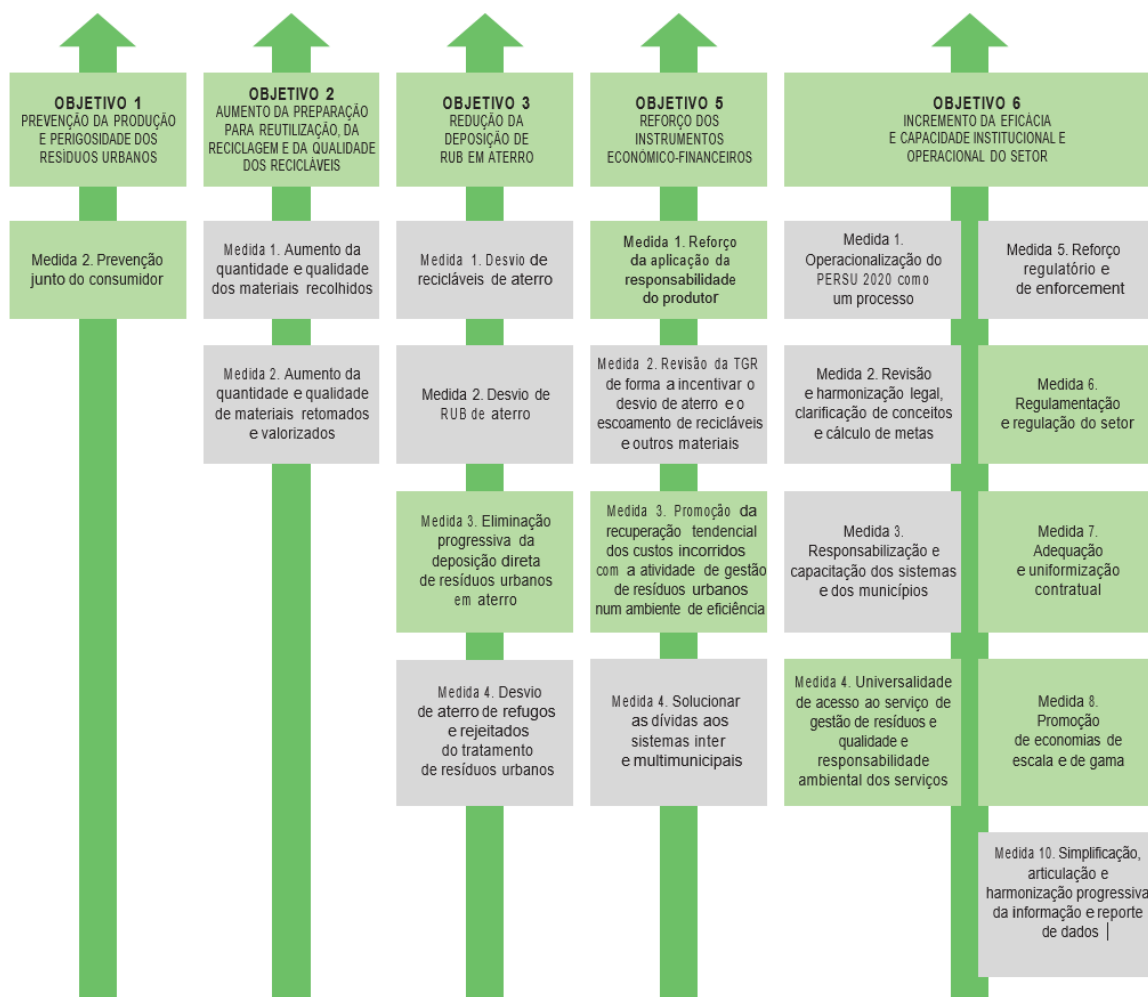 OBJETIVO 1
PREVENÇÃO DA PRODUÇÃO
E PERIGOSIDADE DOS
RESÍDUOS URBANOS
OBJETIVO 2
AUMENTO DA PREPARAÇÃO
PARA REUTILIZAÇÃO, DA
RECICLAGEM E DA QUALIDADE
DOS RECICLÁVEIS
OBJETIVO 3
REDUÇÃO DA
DEPOSIÇÃO DE
RUB EM ATERRO
OBJETIVO 5
REFORÇO DOS
INSTRUMENTOS
ECONÓMICO-FINANCEIROS
OBJETIVO 6
INCREMENTO DA EFICÁCIA
E CAPACIDADE INSTITUCIONAL E
OPERACIONAL DO SETOR
Medida 2. Prevenção
junto do consumidor
Medida 1. Aumento da
quantidade e qualidade
dos materiais recolhidos
Medida 1. Desvio de
recicláveis de aterro
Medida 1. Reforço
da aplicação da
responsabilidade
do produtor
Medida 1.
Operacionalização do
PERSU 2020 como
um processo
Medida 5. Reforço
regulatório e
de enforcement
Medida 2. Aumento da
quantidade e qualidade
de materiais retomados
e valorizados
Medida 2. Desvio de
RUB de aterro
Medida 2. Revisão da TGR
de forma a incentivar o
desvio de aterro e o
escoamento de recicláveis
e outros materiais
Medida 2. Revisão
e harmonização legal,
clarificação de conceitos
e cálculo de metas
Medida 6.
Regulamentação
e regulação do setor
Medida 3. Eliminação
progressiva da
deposição direta
de resíduos urbanos
em aterro
Medida 3. Promoção da
recuperação tendencial
dos custos incorridos
com a atividade de gestão
de resíduos urbanos
num ambiente de eficiência
Medida 3.
Responsabilização e
capacitação dos sistemas
e dos municípios
Medida 7.
Adequação
e uniformização
contratual
Medida 4. Desvio
de aterro de refugos
e rejeitados
do tratamento
de resíduos urbanos
Medida 4. Solucionar
as dívidas aos
sistemas inter
e multimunicipais
Medida 4. Universalidade
de acesso ao serviço de
gestão de resíduos e
qualidade e
responsabilidade
ambiental dos serviços
Medida 8.
Promoção
de economias de
escala e de gama
Medida 10. Simplificação,
articulação e
harmonização progressiva
da informação e reporte
de dados